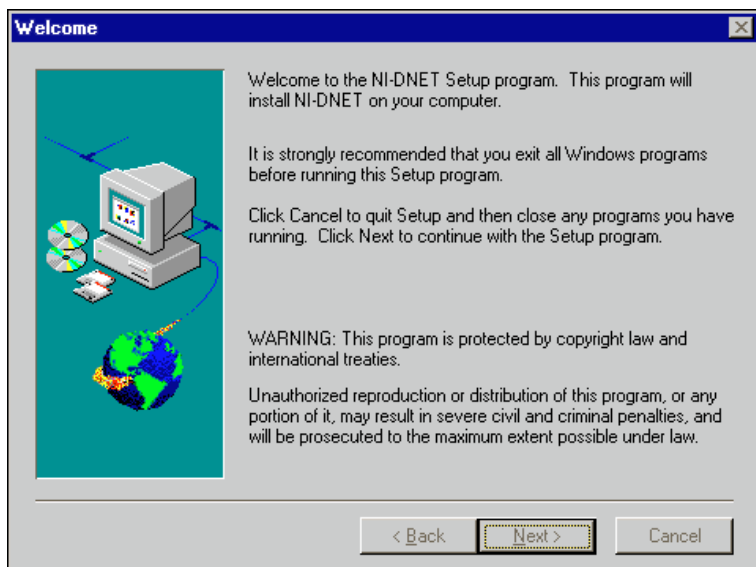 Welcome
Welcome to the NI-DNET Setup program.  This program will
install NI-DNET on your computer.
It is strongly recommended that you exit all Windows programs
before running this Setup program.
Click Cancel to quit Setup and then close any programs you have
running.  Click Next to continue with the Setup program.
WARNING: This program is protected by copyright law and
international treaties.
Unauthorized reproduction or distribution of this program, or any
portion of it, may result in severe civil and criminal penalties, and
will be prosecuted to the maximum extent possible under law.
< Back
Next >
Cancel